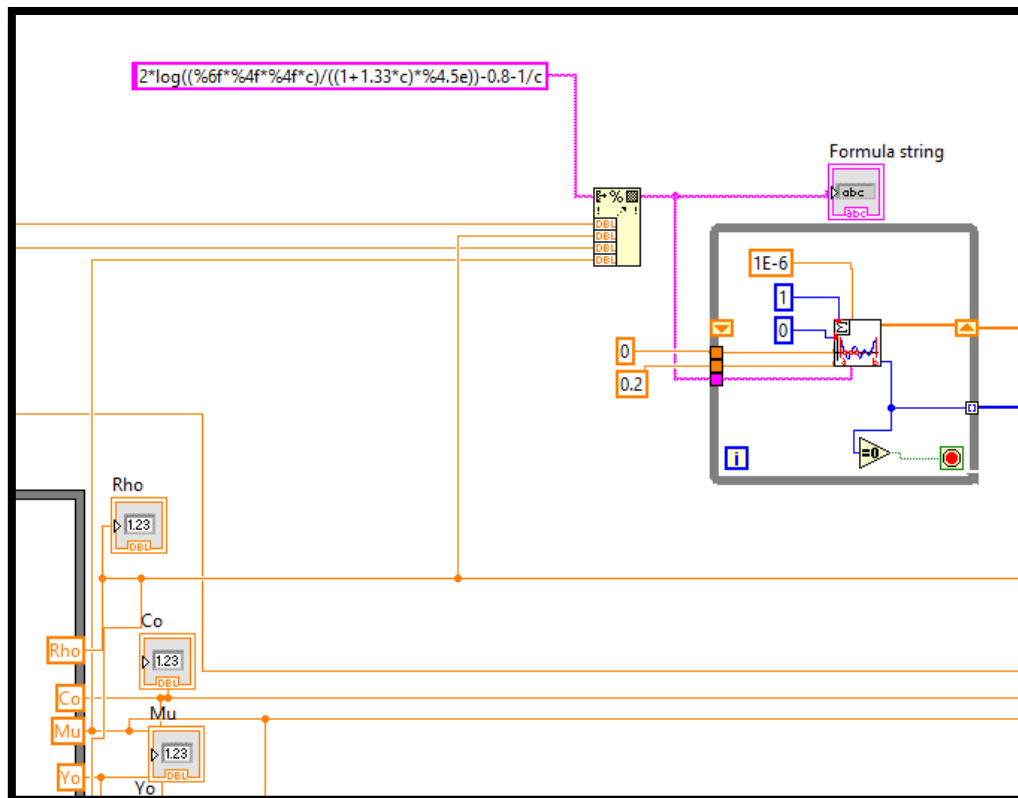 2*log((%6f*%4f*%4f*c)/((1+1.33*c)*%4.5e))-0.8-1/c
Formula string
abc
abc
%
DBL
DBL
DBL
DBL
1E-6
1
0
Σ
0
0.2
=0
i
Rho
1.23
DBL
Co
Rho
1.23
DBL
Co
Mu
Mu
1.23
DBL
Yo
Yo